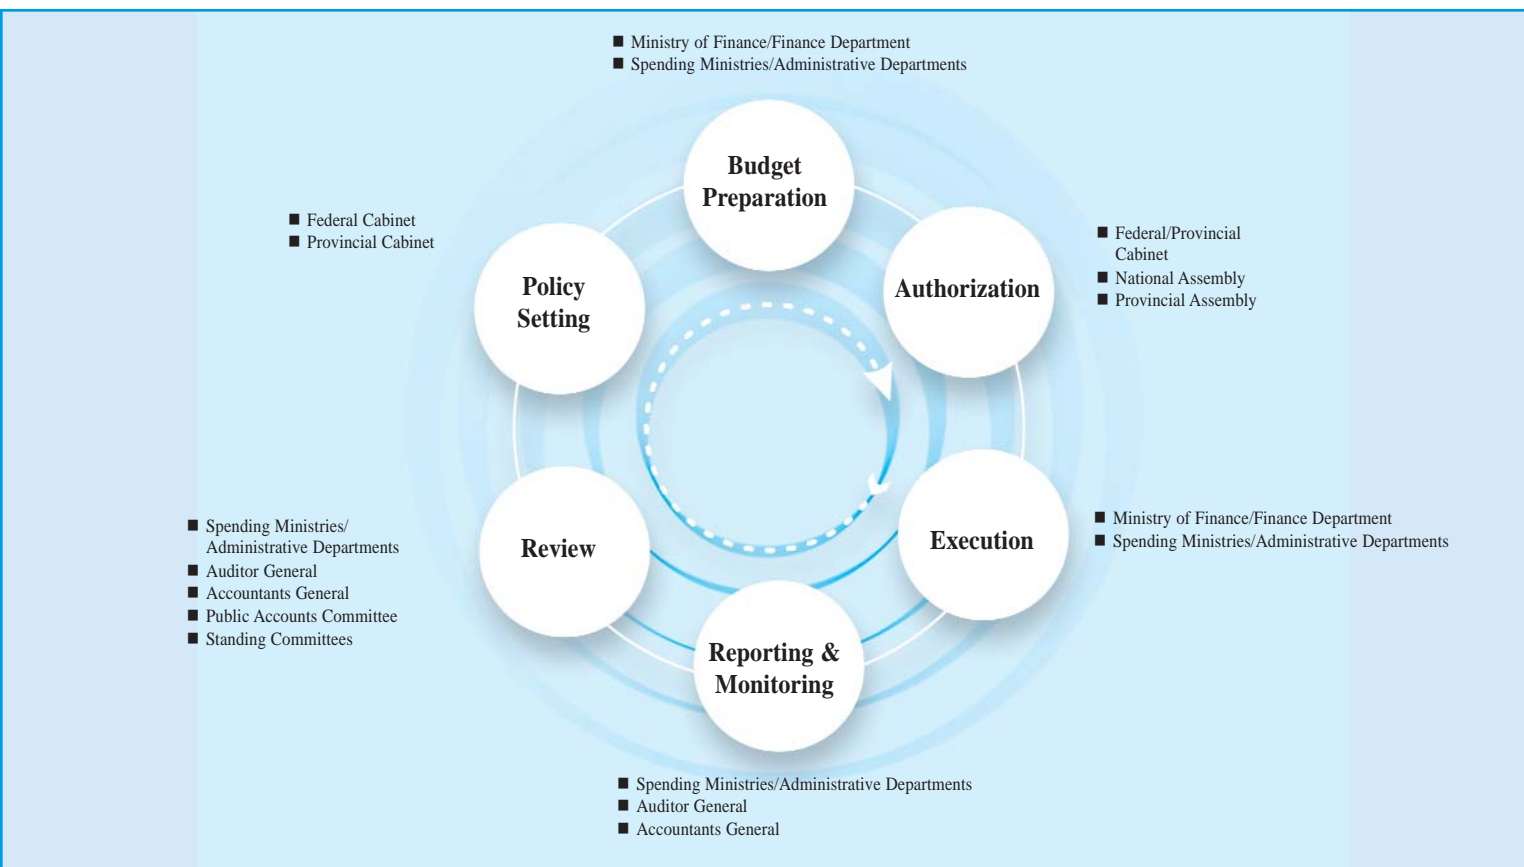 ■ Ministry of Finance/Finance Department
■ Spending Ministries/Administrative Departments
Budget
Preparation
■ Federal Cabinet
■ Provincial Cabinet
Policy
Setting
Authorization
■ Federal/Provincial
Cabinet
■ National Assembly
■ Provincial Assembly
■ Spending Ministries/
Administrative Departments
■ Auditor General
■ Accountants General
■ Public Accounts Committee
■ Standing Committees
Review
Execution
■ Ministry of Finance/Finance Department
■ Spending Ministries/Administrative Departments
Reporting &
Monitoring
■ Spending Ministries/Administrative Departments
■ Auditor General
■ Accountants General